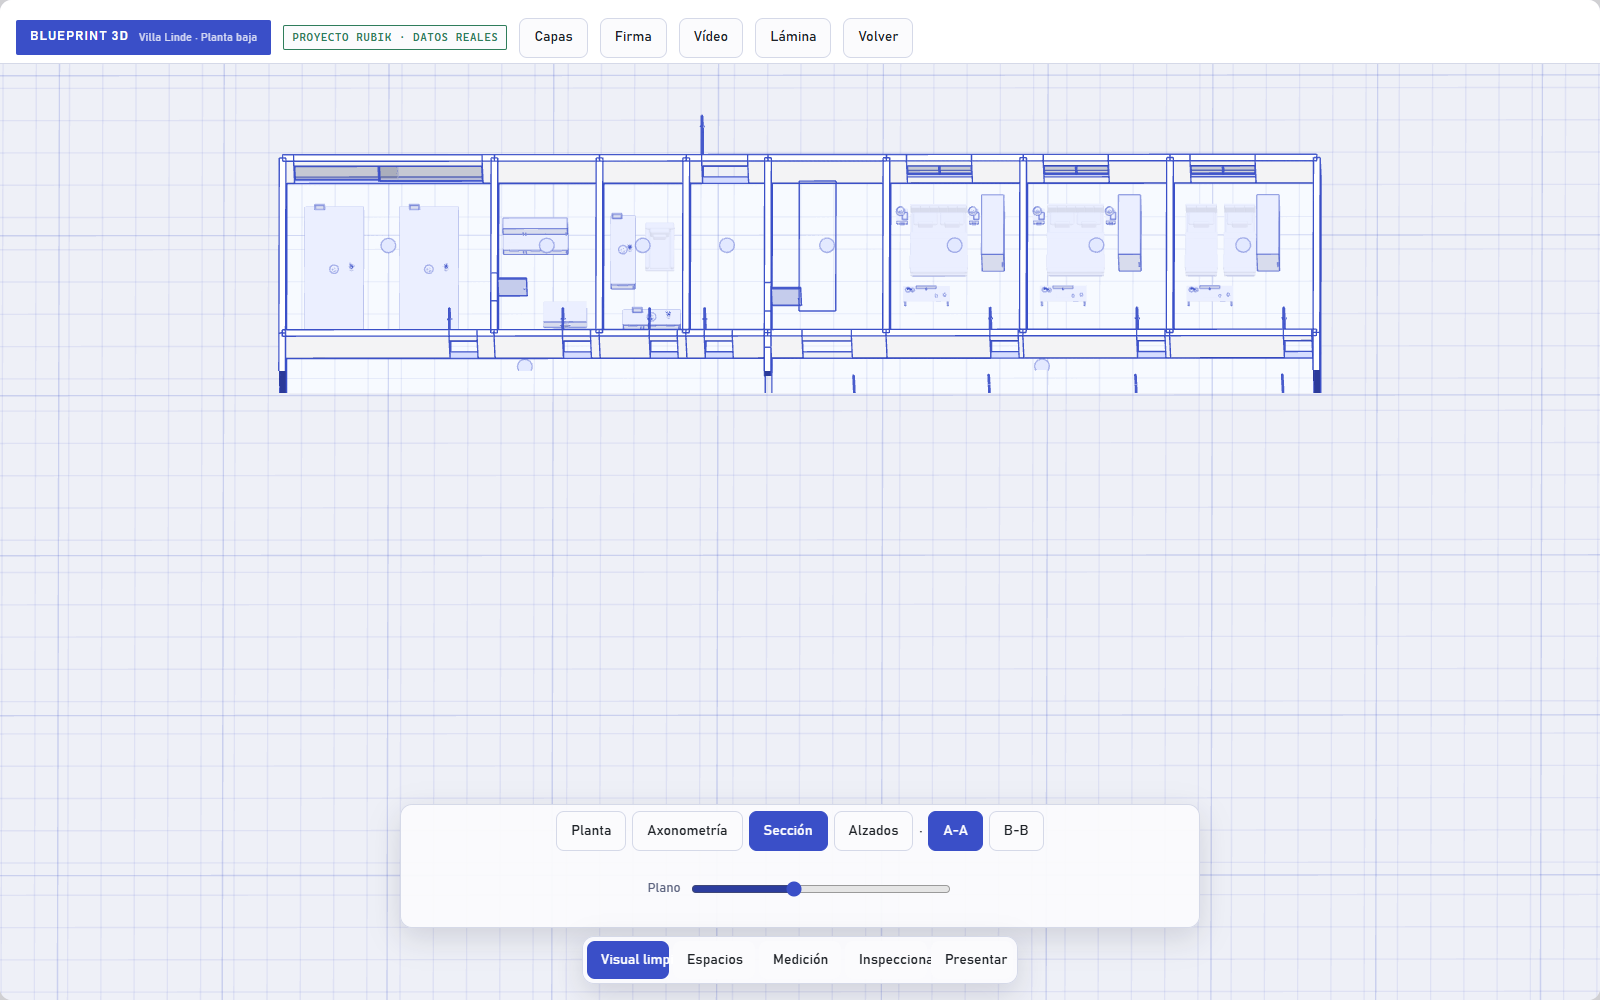 BLUEPRINT 3D Villa Linde · Planta baja
PROYECTO RUBIK · DATOS REALES
Capas
Firma
Vídeo
Lámina
Volver
Planta
Axonometría
Sección
Alzados
·
A-A
B-B
Plano
Visual limp
Espacios
Medición
Inspecciona
Presentar